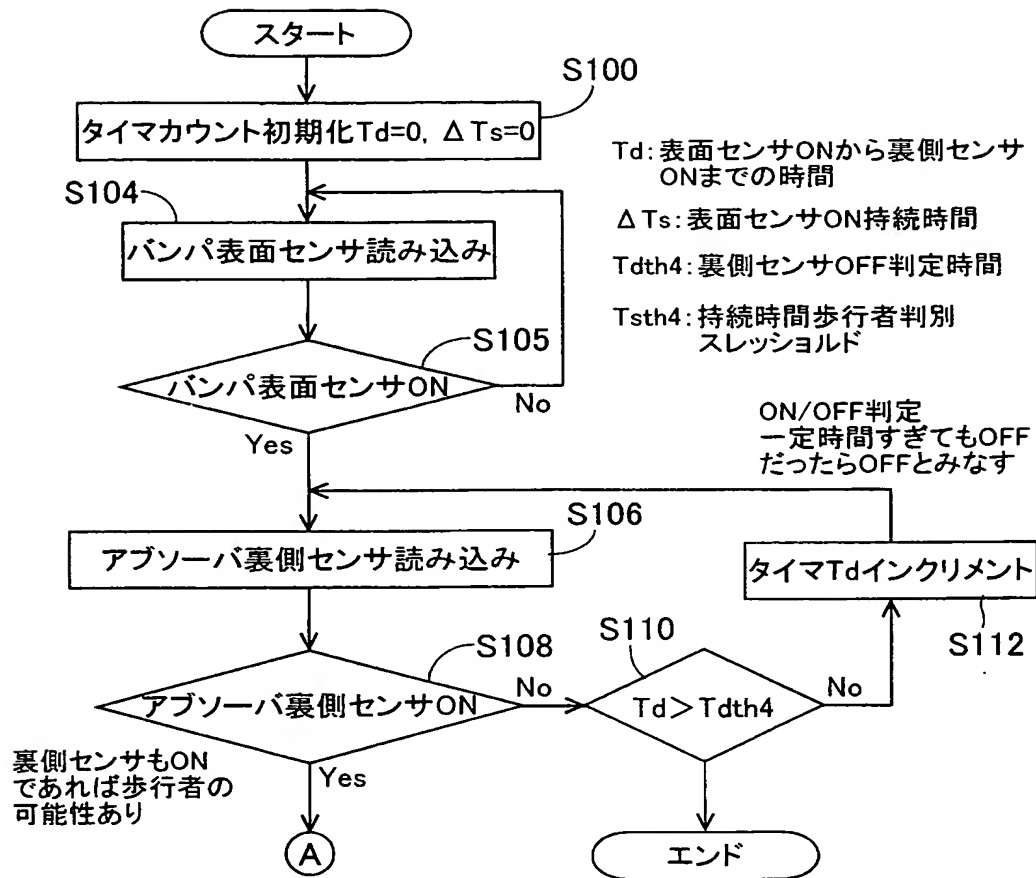 スタート
S100
タイマカウント初期化Td=0, ΔTs=0
Td:表面センサONから裏側センサ
ONまでの時間
ΔTs:表面センサON持続時間
Tdth4:裏側センサOFF判定時間
Tsth4:持続時間歩行者判別
スレッショルド
S104
バンパ表面センサ読み込み
S105
バンパ表面センサON
No
Yes
ON/OFF判定
一定時間すぎてもOFF
だったらOFFとみなす
S106
アブソーバ裏側センサ読み込み
タイマTdインクリメント
S112
S108
アブソーバ裏側センサON
No
S110
Td>Tdth4
No
裏側センサもON
であれば歩行者の
可能性あり
Yes
A
エンド